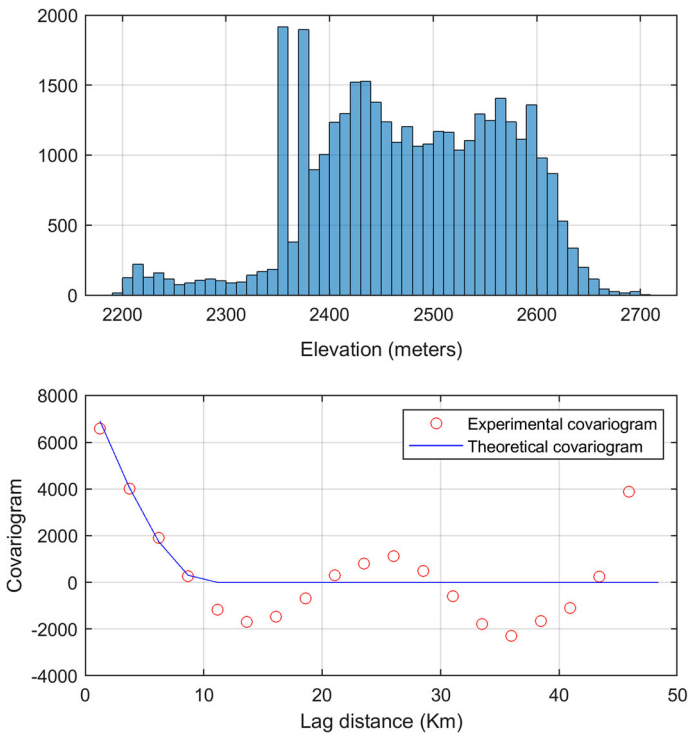 2000
1500
1000
500
0
2200 2300 2400 2500 2600 2700
Elevation (meters)
8000
6000
4000
2000
0
-2000
-4000
Covariogram
Experimental covariogram
Theoretical covariogram
0 10 20 30 40 50
Lag distance (Km)